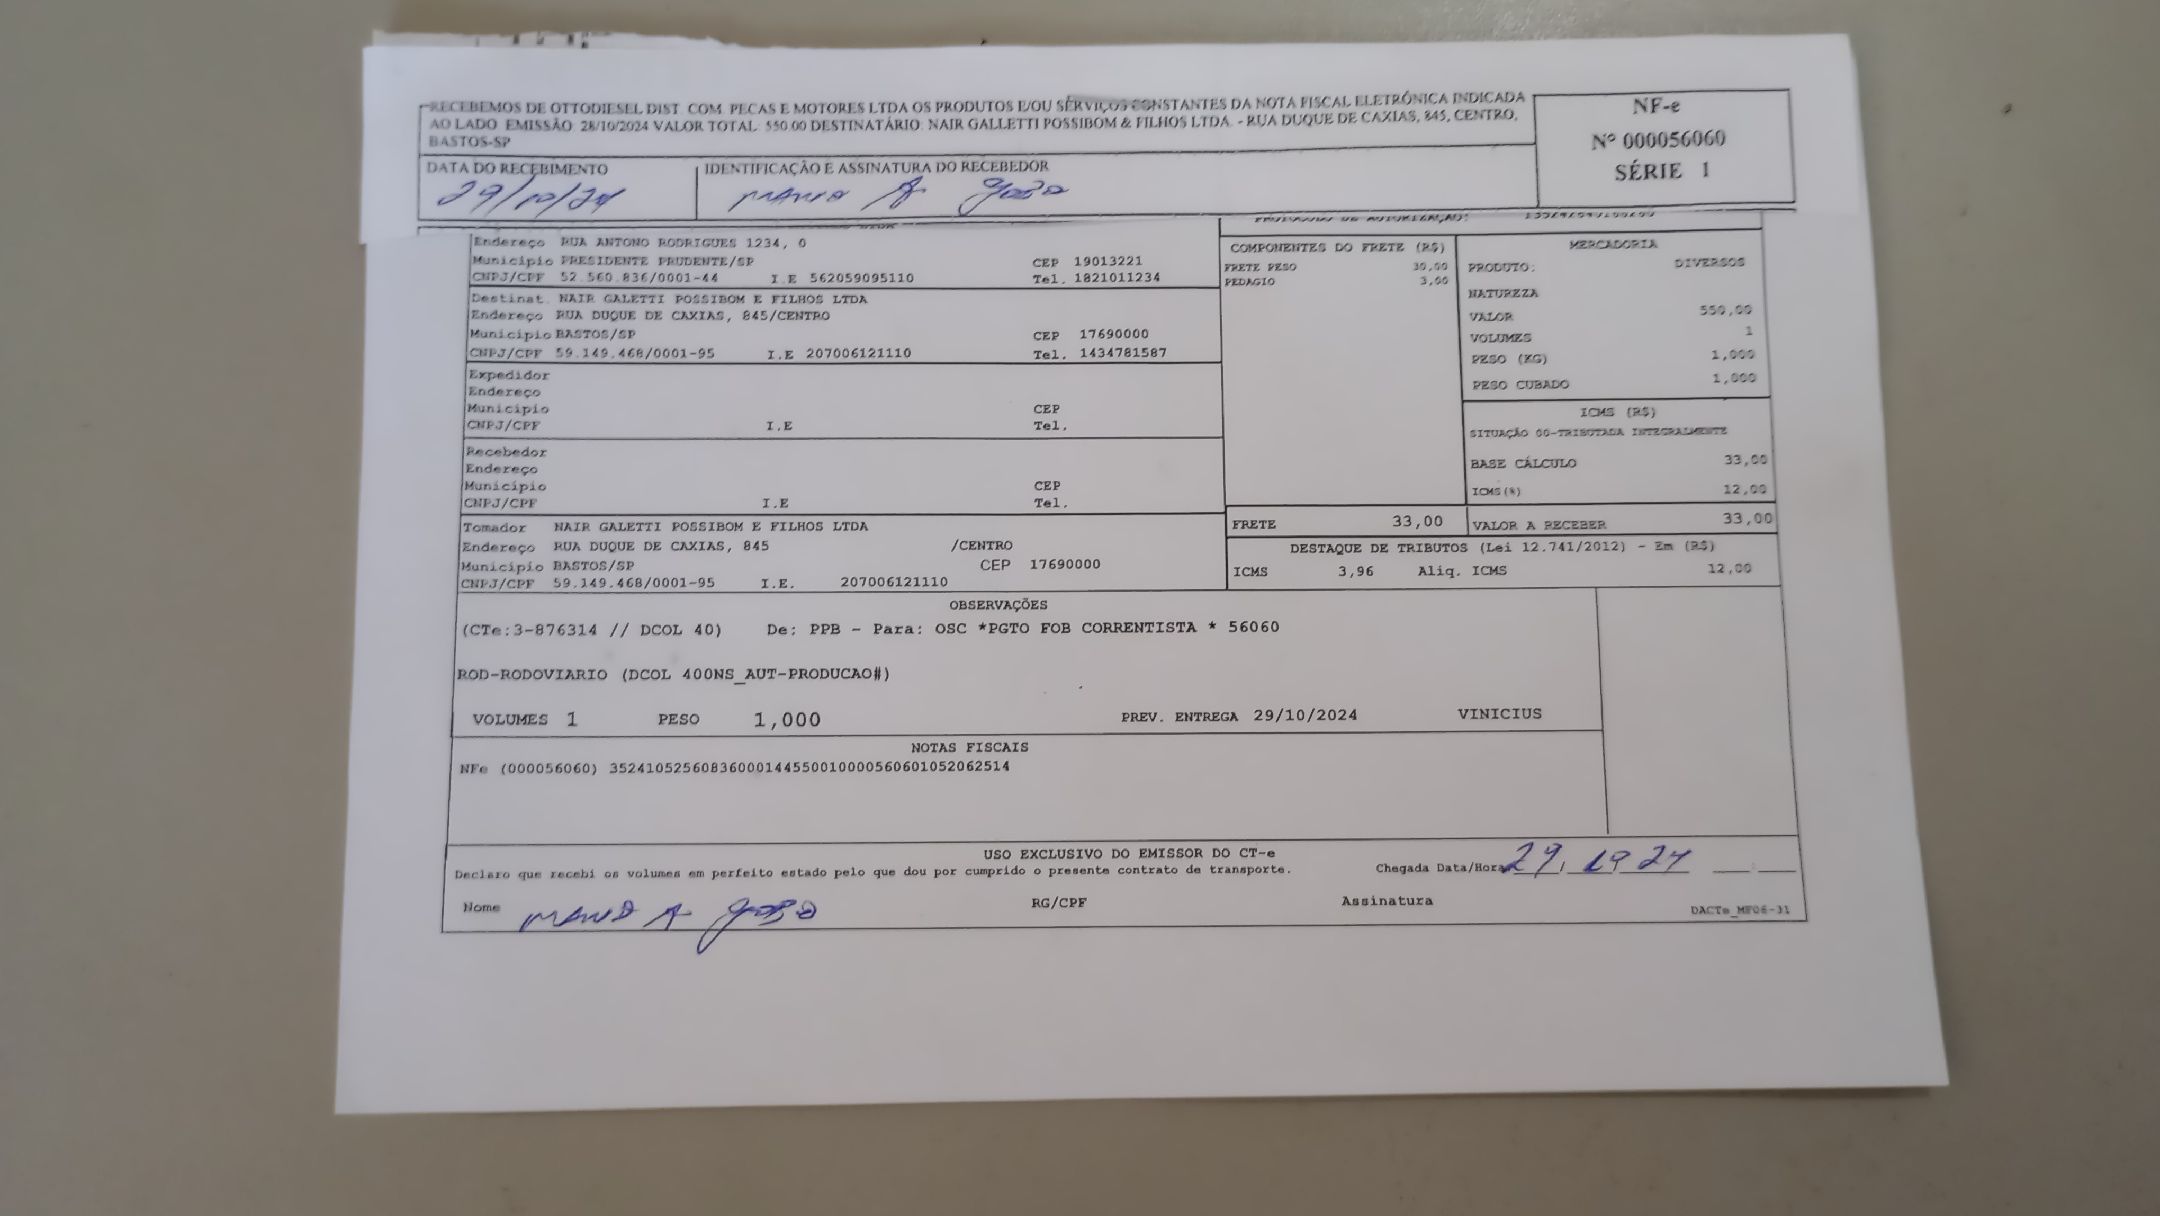 RECEBEMOS DE OTTODIESEL DIST. COM. PECAS E MOTORES LTDA OS PRODUTOS E/OU SERVIÇOS CONSTANTES DA NOTA FISCAL ELETRÔNICA INDICADA
AO LADO. EMISSÃO: 28/10/2024 VALOR TOTAL: 550.00 DESTINATÁRIO: NAIR GALLETTI POSSIBOM & FILHOS LTDA. - RUA DUQUE DE CAXIAS, 845, CENTRO,
BASTOS-SP
NF-e
Nº 000056060
SÉRIE 1
DATA DO RECEBIMENTO
29/10/24
IDENTIFICAÇÃO E ASSINATURA DO RECEBEDOR
Endereço RUA ANTONO RODRIGUES 1234, 0
Município PRESIDENTE PRUDENTE/SP CEP 19013221
CNPJ/CPF 52.560.836/0001-44 I.E 562059095110 Tel. 1821011234
Destinat. NAIR GALETTI POSSIBOM E FILHOS LTDA
Endereço RUA DUQUE DE CAXIAS, 845/CENTRO
Município BASTOS/SP CEP 17690000
CNPJ/CPF 59.149.468/0001-95 I.E 207006121110 Tel. 1434781587
Expedidor
Endereço
Município CEP
CNPJ/CPF I.E Tel.
Recebedor
Endereço
Município CEP
CNPJ/CPF I.E Tel.
Tomador NAIR GALETTI POSSIBOM E FILHOS LTDA
Endereço RUA DUQUE DE CAXIAS, 845 /CENTRO
Município BASTOS/SP CEP 17690000
CNPJ/CPF 59.149.468/0001-95 I.E. 207006121110
COMPONENTES DO FRETE (R$)
FRETE PESO 30,00
PEDAGIO 3,00
MERCADORIA
PRODUTO: DIVERSOS
NATUREZA
VALOR 550,00
VOLUMES 1
PESO (KG) 1,000
PESO CUBADO 1,000
ICMS (R$)
SITUAÇÃO 00-TRIBUTADA INTEGRALMENTE
BASE CÁLCULO 33,00
ICMS(%) 12,00
FRETE 33,00 VALOR A RECEBER 33,00
DESTAQUE DE TRIBUTOS (Lei 12.741/2012) - Em (R$)
ICMS 3,96 Aliq. ICMS 12,00
OBSERVAÇÕES
(CTe:3-876314 // DCOL 40) De: PPB - Para: OSC *PGTO FOB CORRENTISTA * 56060
ROD-RODOVIARIO (DCOL 400NS_AUT-PRODUCAO#)
VOLUMES 1 PESO 1,000 PREV. ENTREGA 29/10/2024 VINICIUS
NOTAS FISCAIS
NFe (000056060) 35241052560836000144550010000560601052062514
USO EXCLUSIVO DO EMISSOR DO CT-e
Declaro que recebi os volumes em perfeito estado pelo que dou por cumprido o presente contrato de transporte. Chegada Data/Hora 29/10 24
Nome RG/CPF Assinatura
DACTe_MF06-31